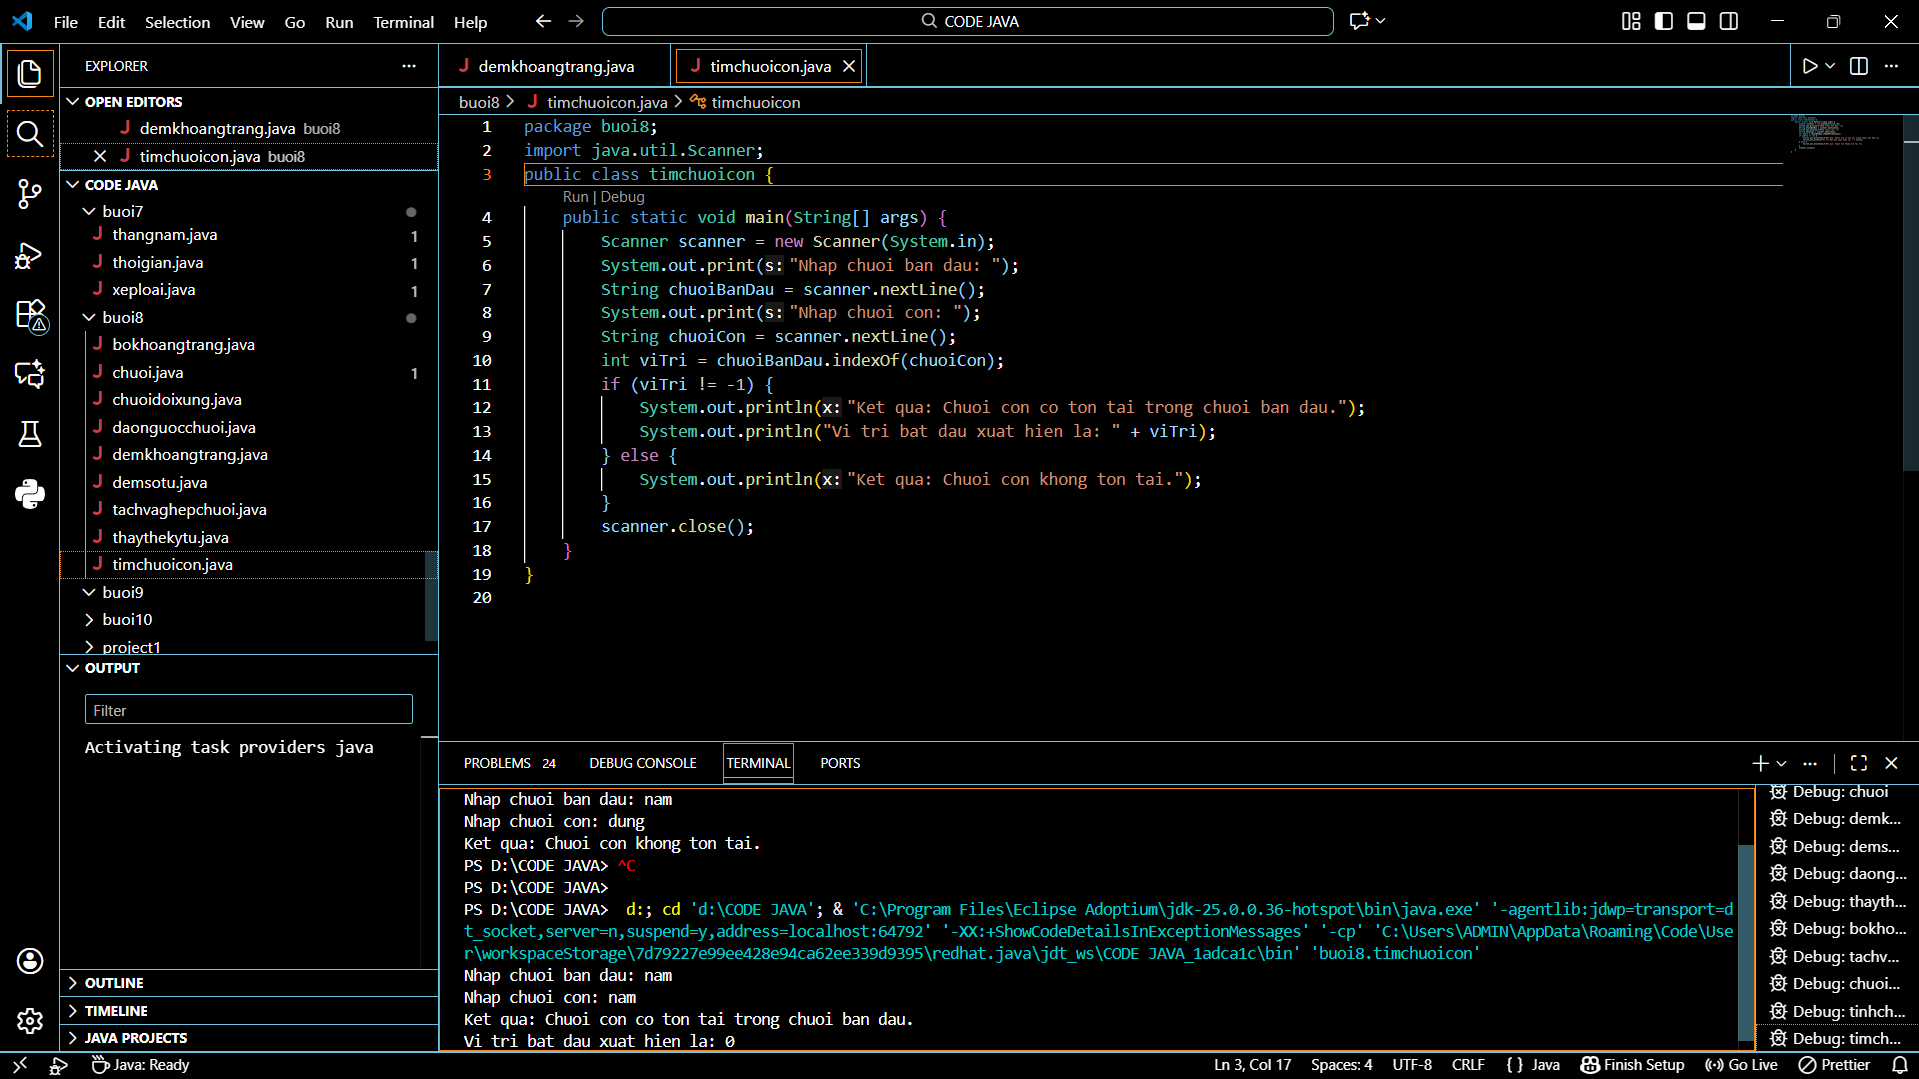 File Edit Selection View Go Run Terminal Help
CODE JAVA
EXPLORER
OPEN EDITORS
demkhoangtrang.java buoi8
timchuoicon.java buoi8
CODE JAVA
buoi7
thangnam.java 1
thoigian.java 1
xeploai.java 1
buoi8
bokhoangtrang.java
chuoi.java 1
chuoidoixung.java
daonguocchuoi.java
demkhoangtrang.java
demsotu.java
tachvaghepchuoi.java
thaythekytu.java
timchuoicon.java
buoi9
buoi10
project1
OUTPUT
Filter
Activating task providers java
OUTLINE
TIMELINE
JAVA PROJECTS
demkhoangtrang.java
timchuoicon.java
buoi8 > timchuoicon.java > timchuoicon
1 package buoi8;
2 import java.util.Scanner;
3 public class timchuoicon {
Run | Debug
4 public static void main(String[] args) {
5 Scanner scanner = new Scanner(System.in);
6 System.out.print(s: "Nhap chuoi ban dau: ");
7 String chuoiBanDau = scanner.nextLine();
8 System.out.print(s: "Nhap chuoi con: ");
9 String chuoiCon = scanner.nextLine();
10 int viTri = chuoiBanDau.indexOf(chuoiCon);
11 if (viTri != -1) {
12 System.out.println(x: "Ket qua: Chuoi con co ton tai trong chuoi ban dau.");
13 System.out.println("Vi tri bat dau xuat hien la: " + viTri);
14 } else {
15 System.out.println(x: "Ket qua: Chuoi con khong ton tai.");
16 }
17 scanner.close();
18 }
19 }
20
PROBLEMS 24 DEBUG CONSOLE TERMINAL PORTS
Nhap chuoi ban dau: nam
Nhap chuoi con: dung
Ket qua: Chuoi con khong ton tai.
PS D:\CODE JAVA> ^C
PS D:\CODE JAVA>
PS D:\CODE JAVA> d:; cd 'd:\CODE JAVA'; & 'C:\Program Files\Eclipse Adoptium\jdk-25.0.0.36-hotspot\bin\java.exe' '-agentlib:jdwp=transport=d
t_socket,server=n,suspend=y,address=localhost:64792' '-XX:+ShowCodeDetailsInExceptionMessages' '-cp' 'C:\Users\ADMIN\AppData\Roaming\Code\Use
r\workspaceStorage\7d79227e99ee428e94ca62ee339d9395\redhat.java\jdt_ws\CODE JAVA_1adca1c\bin' 'buoi8.timchuoicon'
Nhap chuoi ban dau: nam
Nhap chuoi con: nam
Ket qua: Chuoi con co ton tai trong chuoi ban dau.
Vi tri bat dau xuat hien la: 0
Debug: chuoi
Debug: demk...
Debug: dems...
Debug: daong...
Debug: thayth...
Debug: bokho...
Debug: tachv...
Debug: chuoi...
Debug: tinhch...
Debug: timch...
Java: Ready
Ln 3, Col 17 Spaces: 4 UTF-8 CRLF { } Java Finish Setup Go Live Prettier